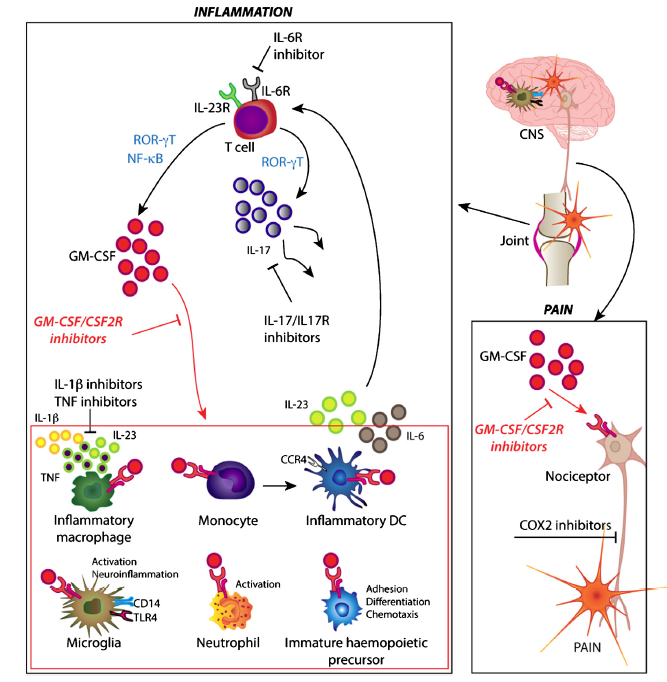 INFLAMMATION
IL-6R
inhibitor
IL-23R
IL-6R
T cell
ROR-γT
NF-κB
ROR-γT
GM-CSF
IL-17
GM-CSF/CSF2R
inhibitors
IL-17/IL17R
inhibitors
IL-1β inhibitors
TNF inhibitors
IL-1β
IL-23
TNF
IL-23
IL-6
CCR4
Inflammatory
macrophage
Monocyte
Inflammatory DC
Activation
Neuroinflammation
CD14
TLR4
Microglia
Activation
Neutrophil
Adhesion
Differentiation
Chemotaxis
Immature haemopoietic
precursor
CNS
Joint
PAIN
GM-CSF
GM-CSF/CSF2R
inhibitors
Nociceptor
COX2 inhibitors
PAIN